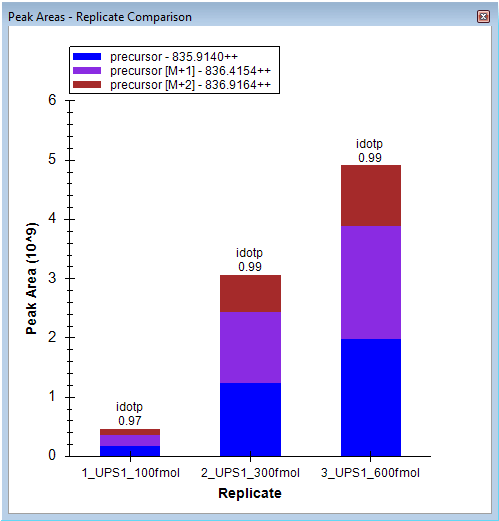 Peak Areas - Replicate Comparison
precursor - 835.9140++
precursor [M+1] - 836.4154++
precursor [M+2] - 836.9164++
6
5
4
3
2
1
0
Peak Area (10^9)
idotp
0.97
idotp
0.99
idotp
0.99
1_UPS1_100fmol
2_UPS1_300fmol
3_UPS1_600fmol
Replicate